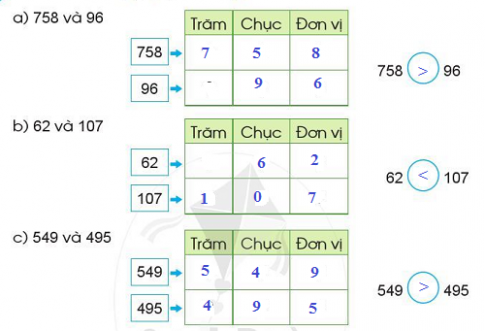 a) 758 và 96
Trăm Chục Đơn vị
758 7 5 8
96 - 9 6
758 > 96
b) 62 và 107
Trăm Chục Đơn vị
62 6 2
107 1 0 7
62 < 107
c) 549 và 495
Trăm Chục Đơn vị
549 5 4 9
495 4 9 5
549 > 495